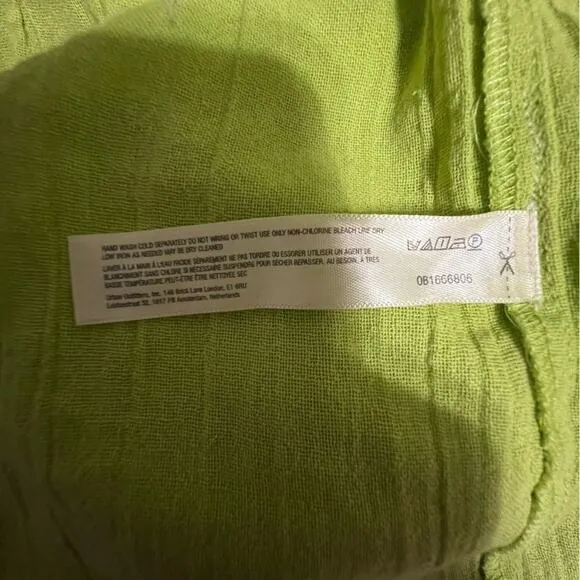 HAND WASH COLD SEPARATELY DO NOT WRING OR TWIST USE ONLY NON-CHLORINE BLEACH LINE DRY
LOW IRON AS NEEDED MAY BE DRY CLEANED
LAVER À LA MAIN À L'EAU FROIDE SÉPARÉMENT NE PAS TORDRE OU ESSORER UTILISER UN AGENT DE
BLANCHIMENT SANS CHLORE SI NÉCESSAIRE SUSPENDRE POUR SÉCHER REPASSER, AU BESOIN, À TRÈS
BASSE TEMPÉRATURE PEUT-ÊTRE ÊTRE NETTOYÉE SEC
Urban Outfitters, Inc. 146 Brick Lane London, E1 6RU
32, 1017 PB Amsterdam, Netherlands
P
OB1666806